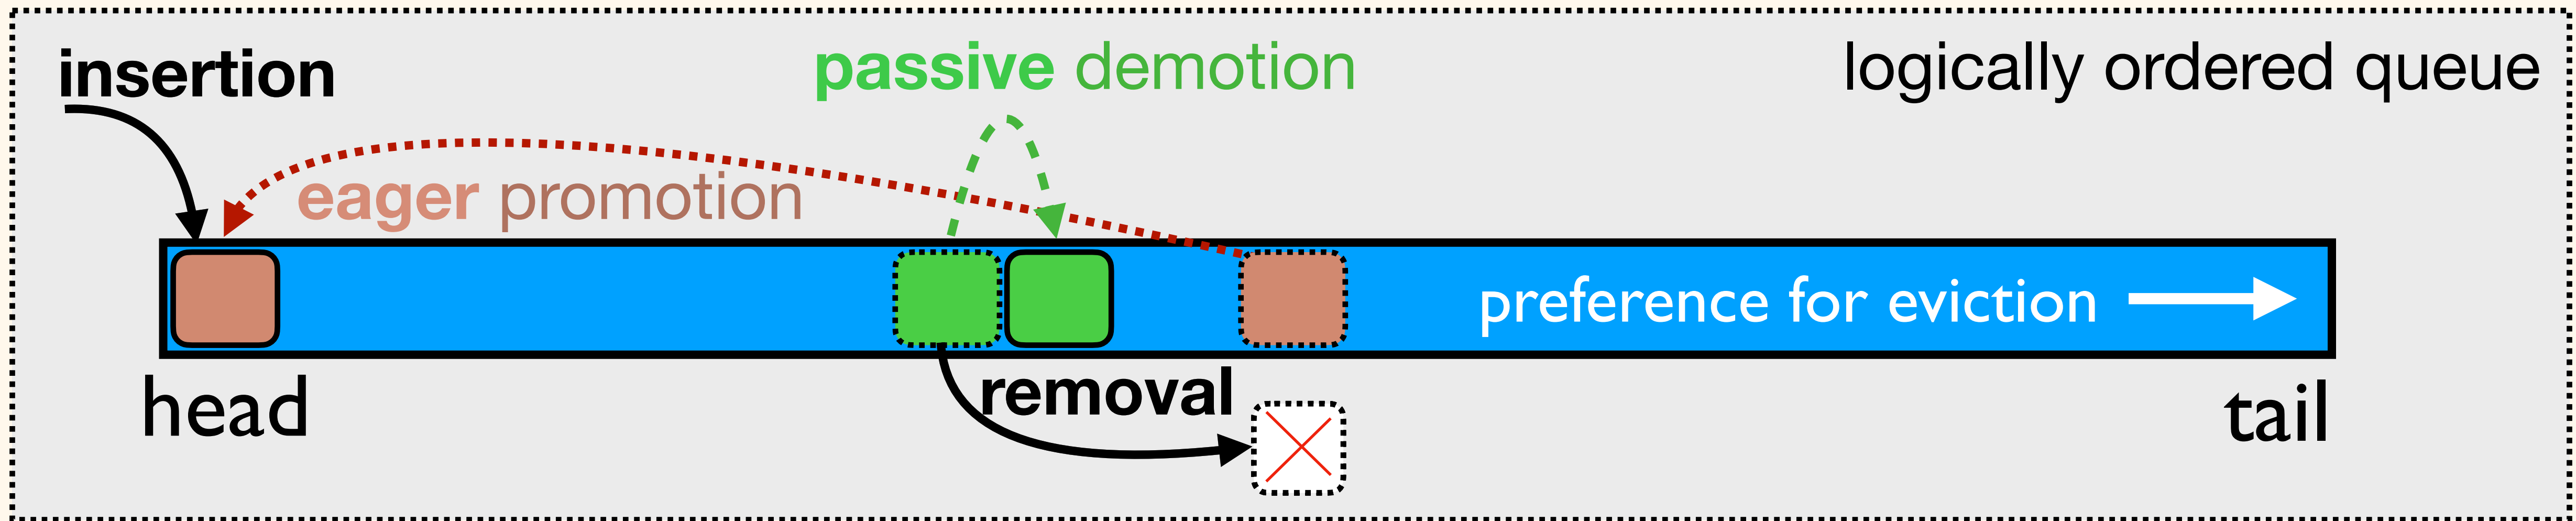 insertion
passive demotion
logically ordered queue
eager promotion
preference for eviction
head
removal
tail